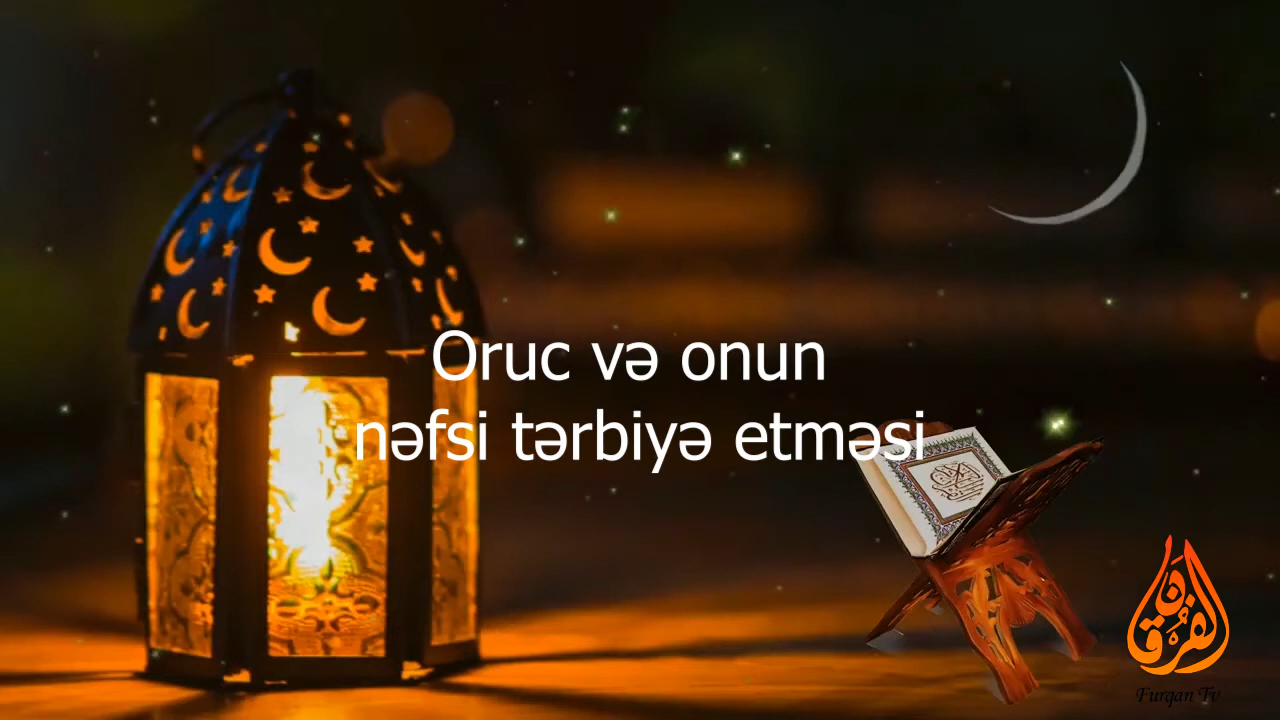 Oruc və onun
nəfsi tərbiyə etməsi
الفرقان
Furqan Tv